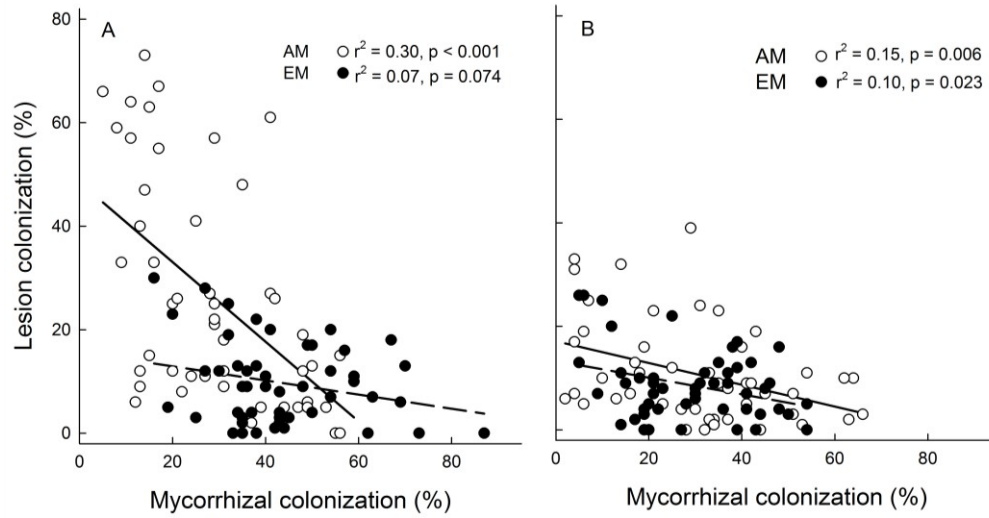 A
AM ○ r² = 0.30, p < 0.001
EM ● r² = 0.07, p = 0.074
B
AM ○ r² = 0.15, p = 0.006
EM ● r² = 0.10, p = 0.023
Lesion colonization (%)
80
60
40
20
0
0 20 40 60 80
0 20 40 60 80
Mycorrhizal colonization (%)
Mycorrhizal colonization (%)